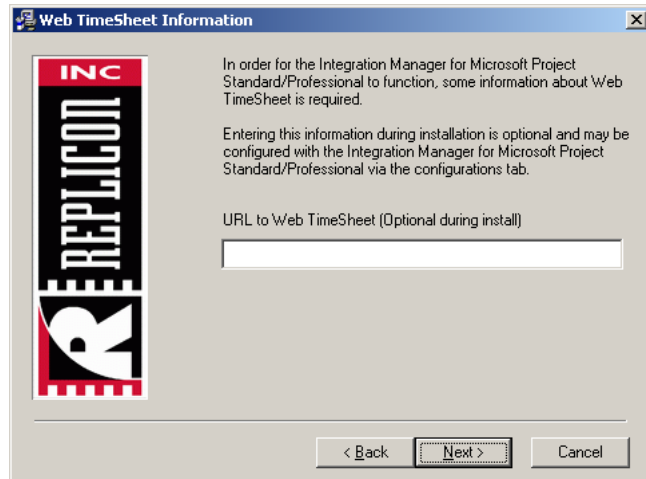 Web TimeSheet Information
INC
REPLICON
R
In order for the Integration Manager for Microsoft Project
Standard/Professional to function, some information about Web
TimeSheet is required.
Entering this information during installation is optional and may be
configured with the Integration Manager for Microsoft Project
Standard/Professional via the configurations tab.
URL to Web TimeSheet (Optional during install)
< Back
Next >
Cancel